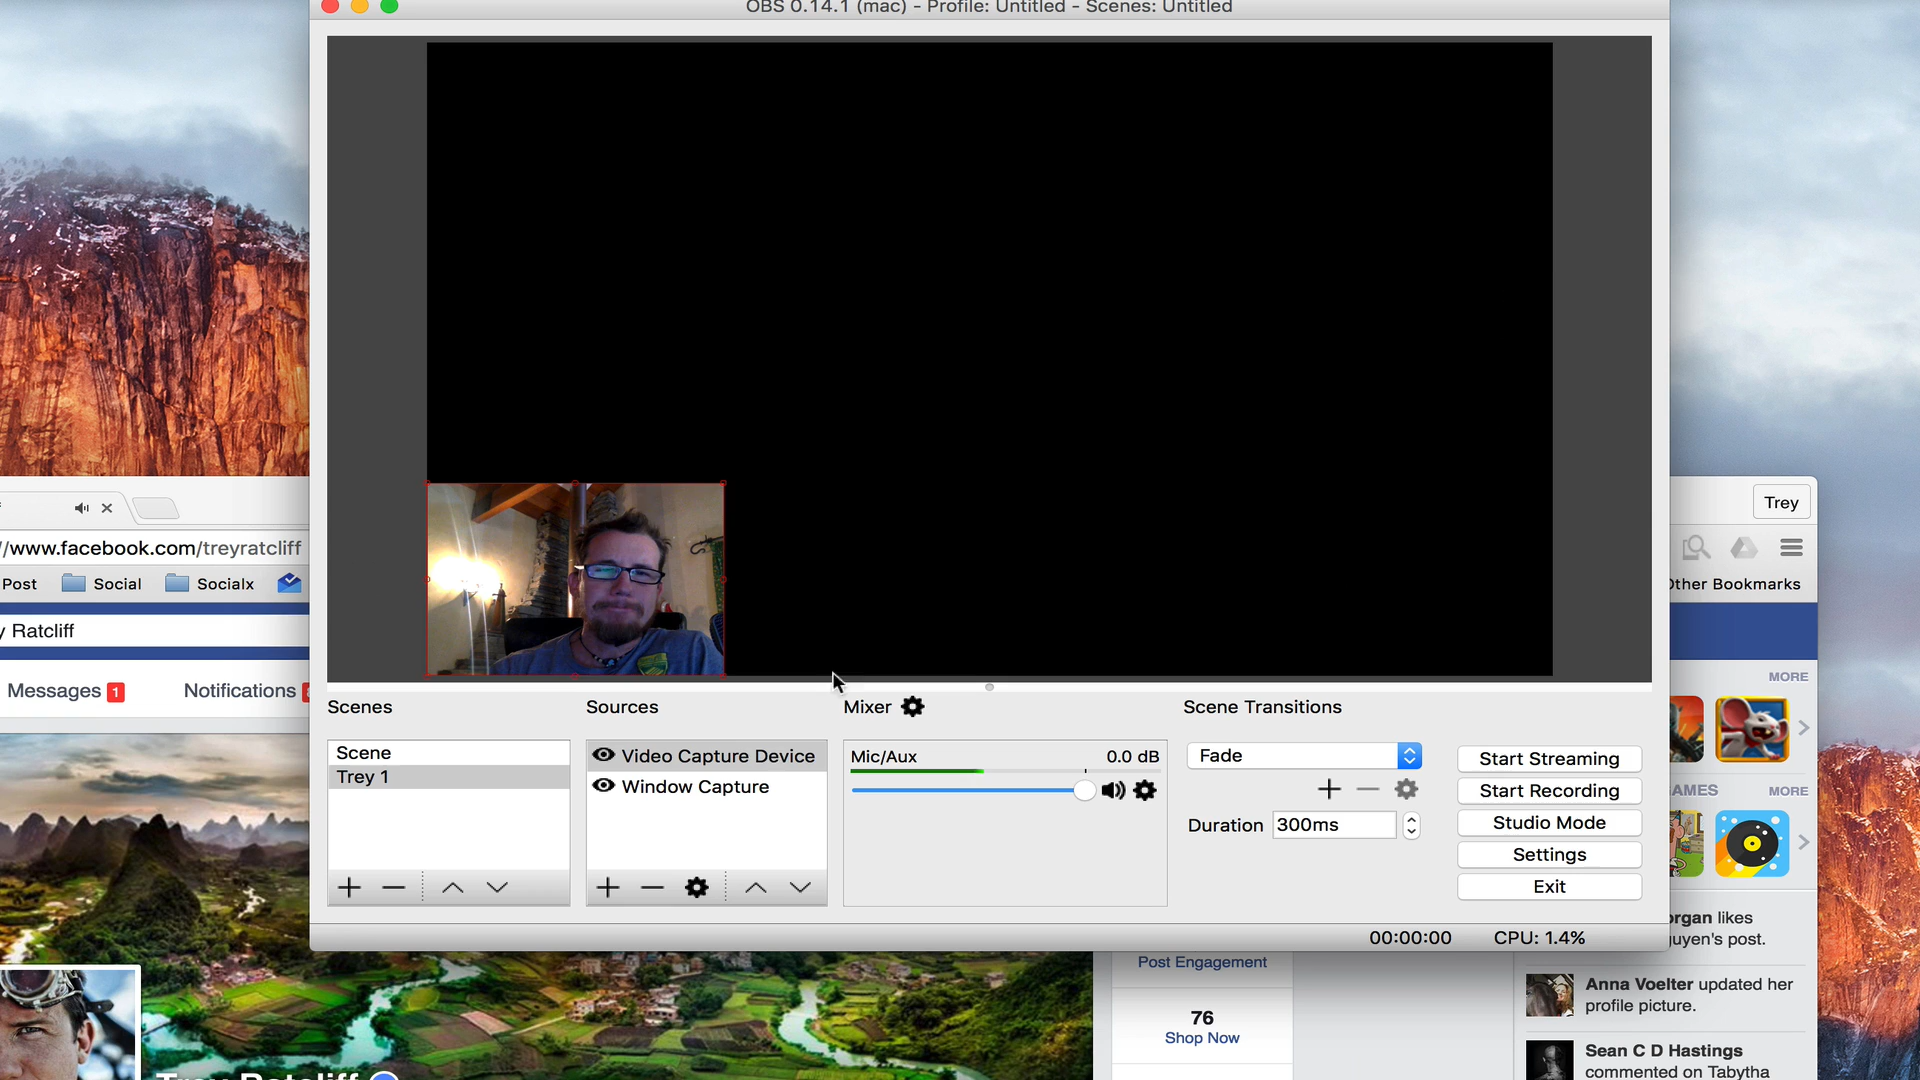 OBS 0.14.1 (mac) - Profile: Untitled - Scenes: Untitled
Trey
//www.facebook.com/treyratcliff
Post Social Socialx
Other Bookmarks
y Ratcliff
Messages 1 Notifications
MORE
Scenes
Scene
Trey 1
Sources
Video Capture Device
Window Capture
Mixer
Mic/Aux 0.0 dB
Scene Transitions
Fade
Duration 300ms
Start Streaming
Start Recording
Studio Mode
Settings
Exit
00:00:00 CPU: 1.4%
AMES MORE
organ likes
uyen's post.
Post Engagement
76
Shop Now
Anna Voelter updated her
profile picture.
Sean C D Hastings
commented on Tabytha
Trey Ratcliff